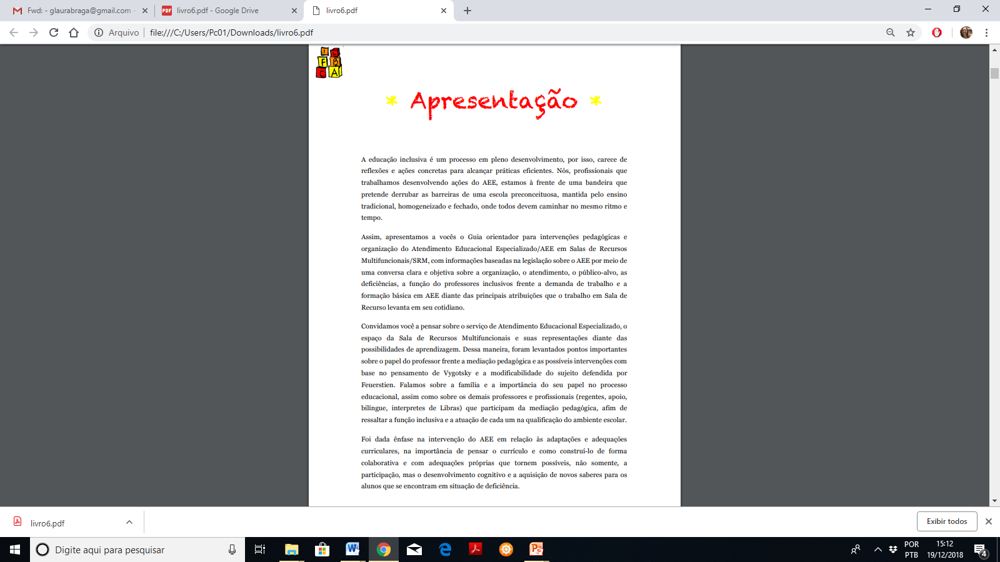 Fwd: - glaurabraga@gmail.com -
livro6.pdf - Google Drive
livro6.pdf
Arquivo
file:///C:/Users/Pc01/Downloads/livro6.pdf
I
F B
C A
* Apresentação *
A educação inclusiva é um processo em pleno desenvolvimento, por isso, carece de
reflexões e ações concretas para alcançar práticas eficientes. Nós, profissionais que
trabalhamos desenvolvendo ações do AEE, estamos à frente de uma bandeira que
pretende derrubar as barreiras de uma escola preconceituosa, mantida pelo ensino
tradicional, homogeneizado e fechado, onde todos devem caminhar no mesmo ritmo e
tempo.
Assim, apresentamos a vocês o Guia orientador para intervenções pedagógicas e
organização do Atendimento Educacional Especializado/AEE em Salas de Recursos
Multifuncionais/SRM, com informações baseadas na legislação sobre o AEE por meio de
uma conversa clara e objetiva sobre a organização, o atendimento, o público-alvo, as
deficiências, a função do professores inclusivos frente a demanda de trabalho e a
formação básica em AEE diante das principais atribuições que o trabalho em Sala de
Recurso levanta em seu cotidiano.
Convidamos você a pensar sobre o serviço de Atendimento Educacional Especializado, o
espaço da Sala de Recursos Multifuncionais e suas representações diante das
possibilidades de aprendizagem. Dessa maneira, foram levantados pontos importantes
sobre o papel do professor frente a mediação pedagógica e as possíveis intervenções com
base no pensamento de Vygotsky e a modificabilidade do sujeito defendida por
Feuerstien. Falamos sobre a família e a importância do seu papel no processo
educacional, assim como sobre os demais professores e profissionais (regentes, apoio,
bilíngue, interpretes de Libras) que participam da mediação pedagógica, afim de
ressaltar a função inclusiva e a atuação de cada um na qualificação do ambiente escolar.
Foi dada ênfase na intervenção do AEE em relação às adaptações e adequações
curriculares, na importância de pensar o currículo e como construí-lo de forma
colaborativa e com adequações próprias que tornem possíveis, não somente, a
participação, mas o desenvolvimento cognitivo e a aquisição de novos saberes para os
alunos que se encontram em situação de deficiência.
livro6.pdf
Exibir todos
Digite aqui para pesquisar
POR
PTB
15:12
19/12/2018
4